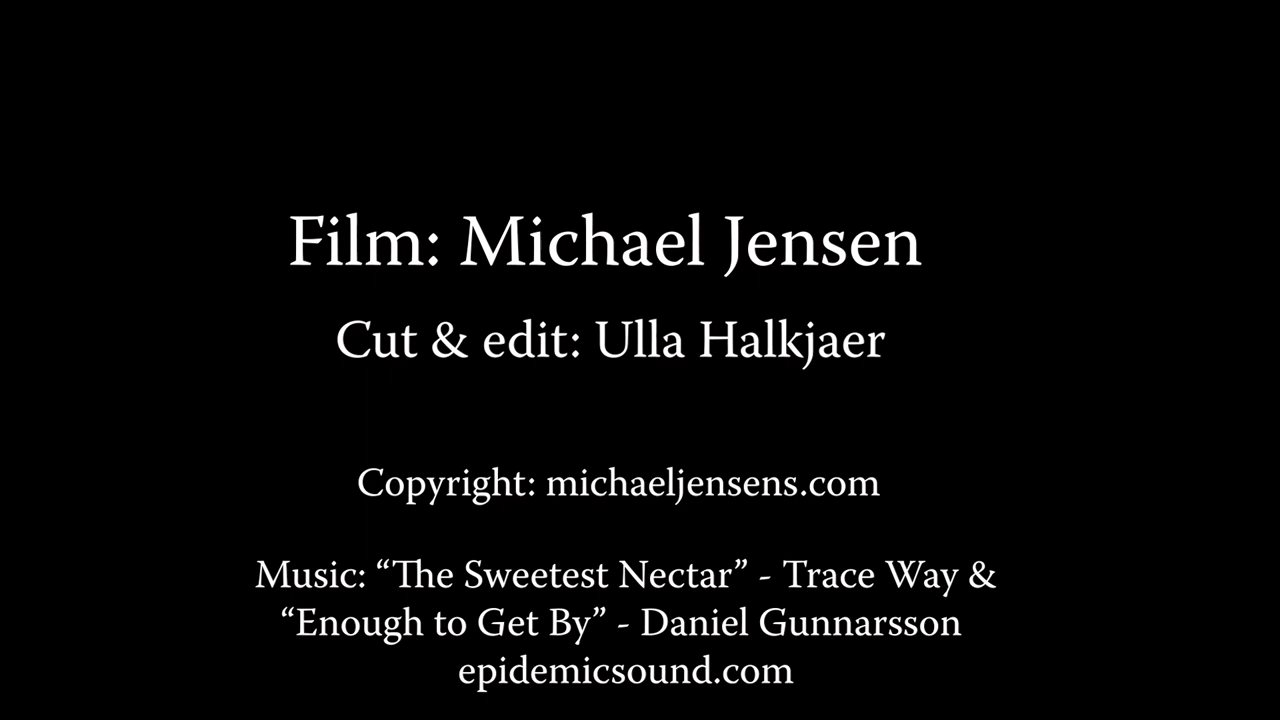 Film: Michael Jensen
Cut & edit: Ulla Halkjaer
Copyright: michaeljensens.com
Music: “The Sweetest Nectar” - Trace Way &
“Enough to Get By” - Daniel Gunnarsson
epidemicsound.com